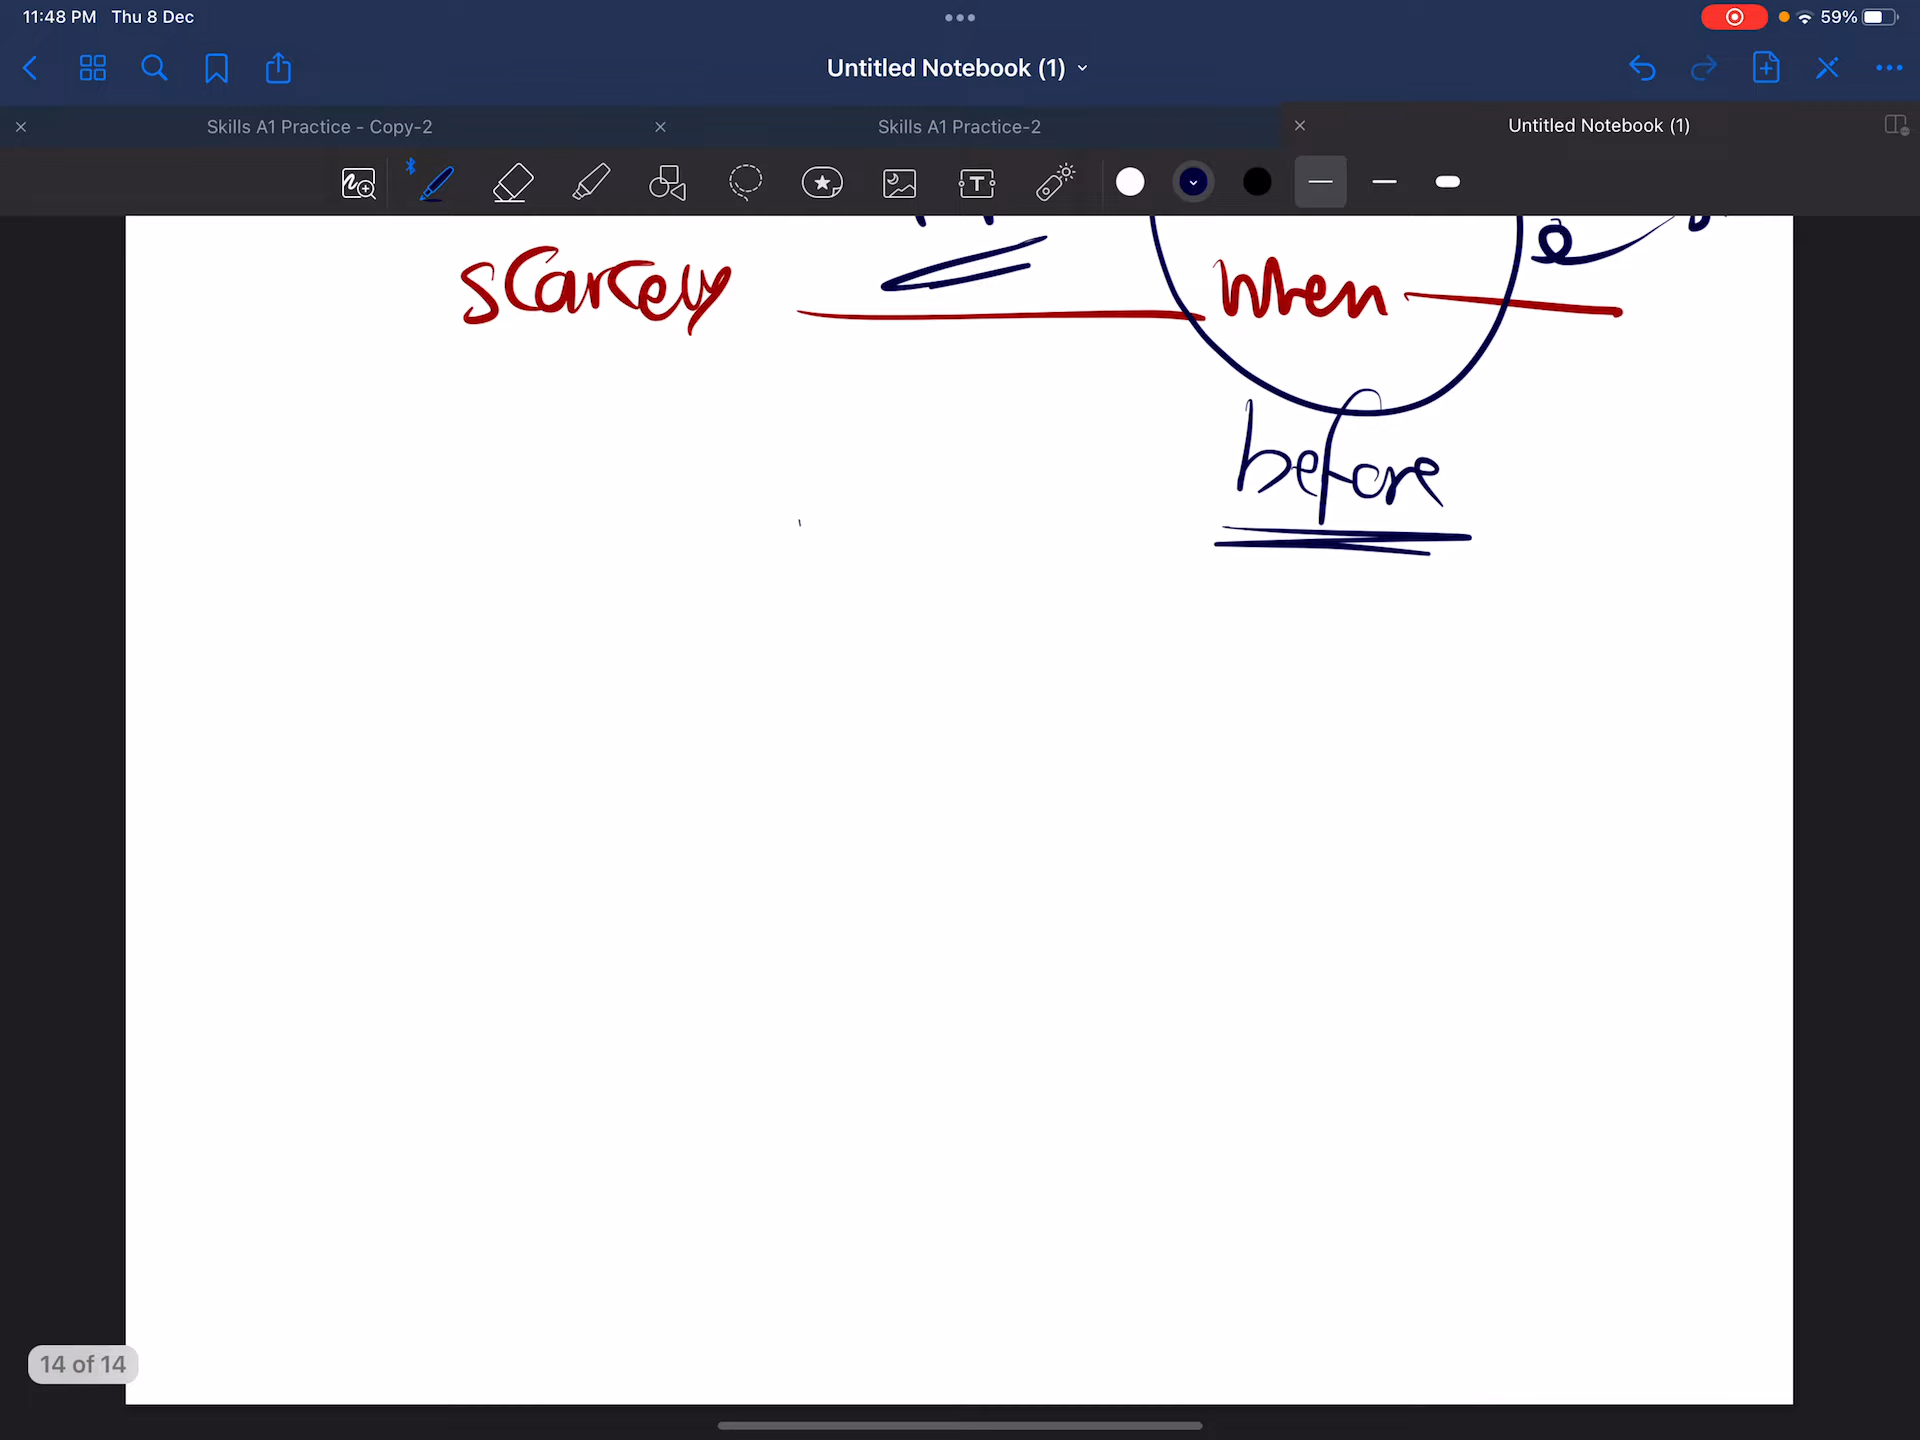 11:48 PM Thu 8 Dec
59%
Untitled Notebook (1)
Skills A1 Practice - Copy-2
Skills A1 Practice-2
Untitled Notebook (1)
scarcely when
before
14 of 14